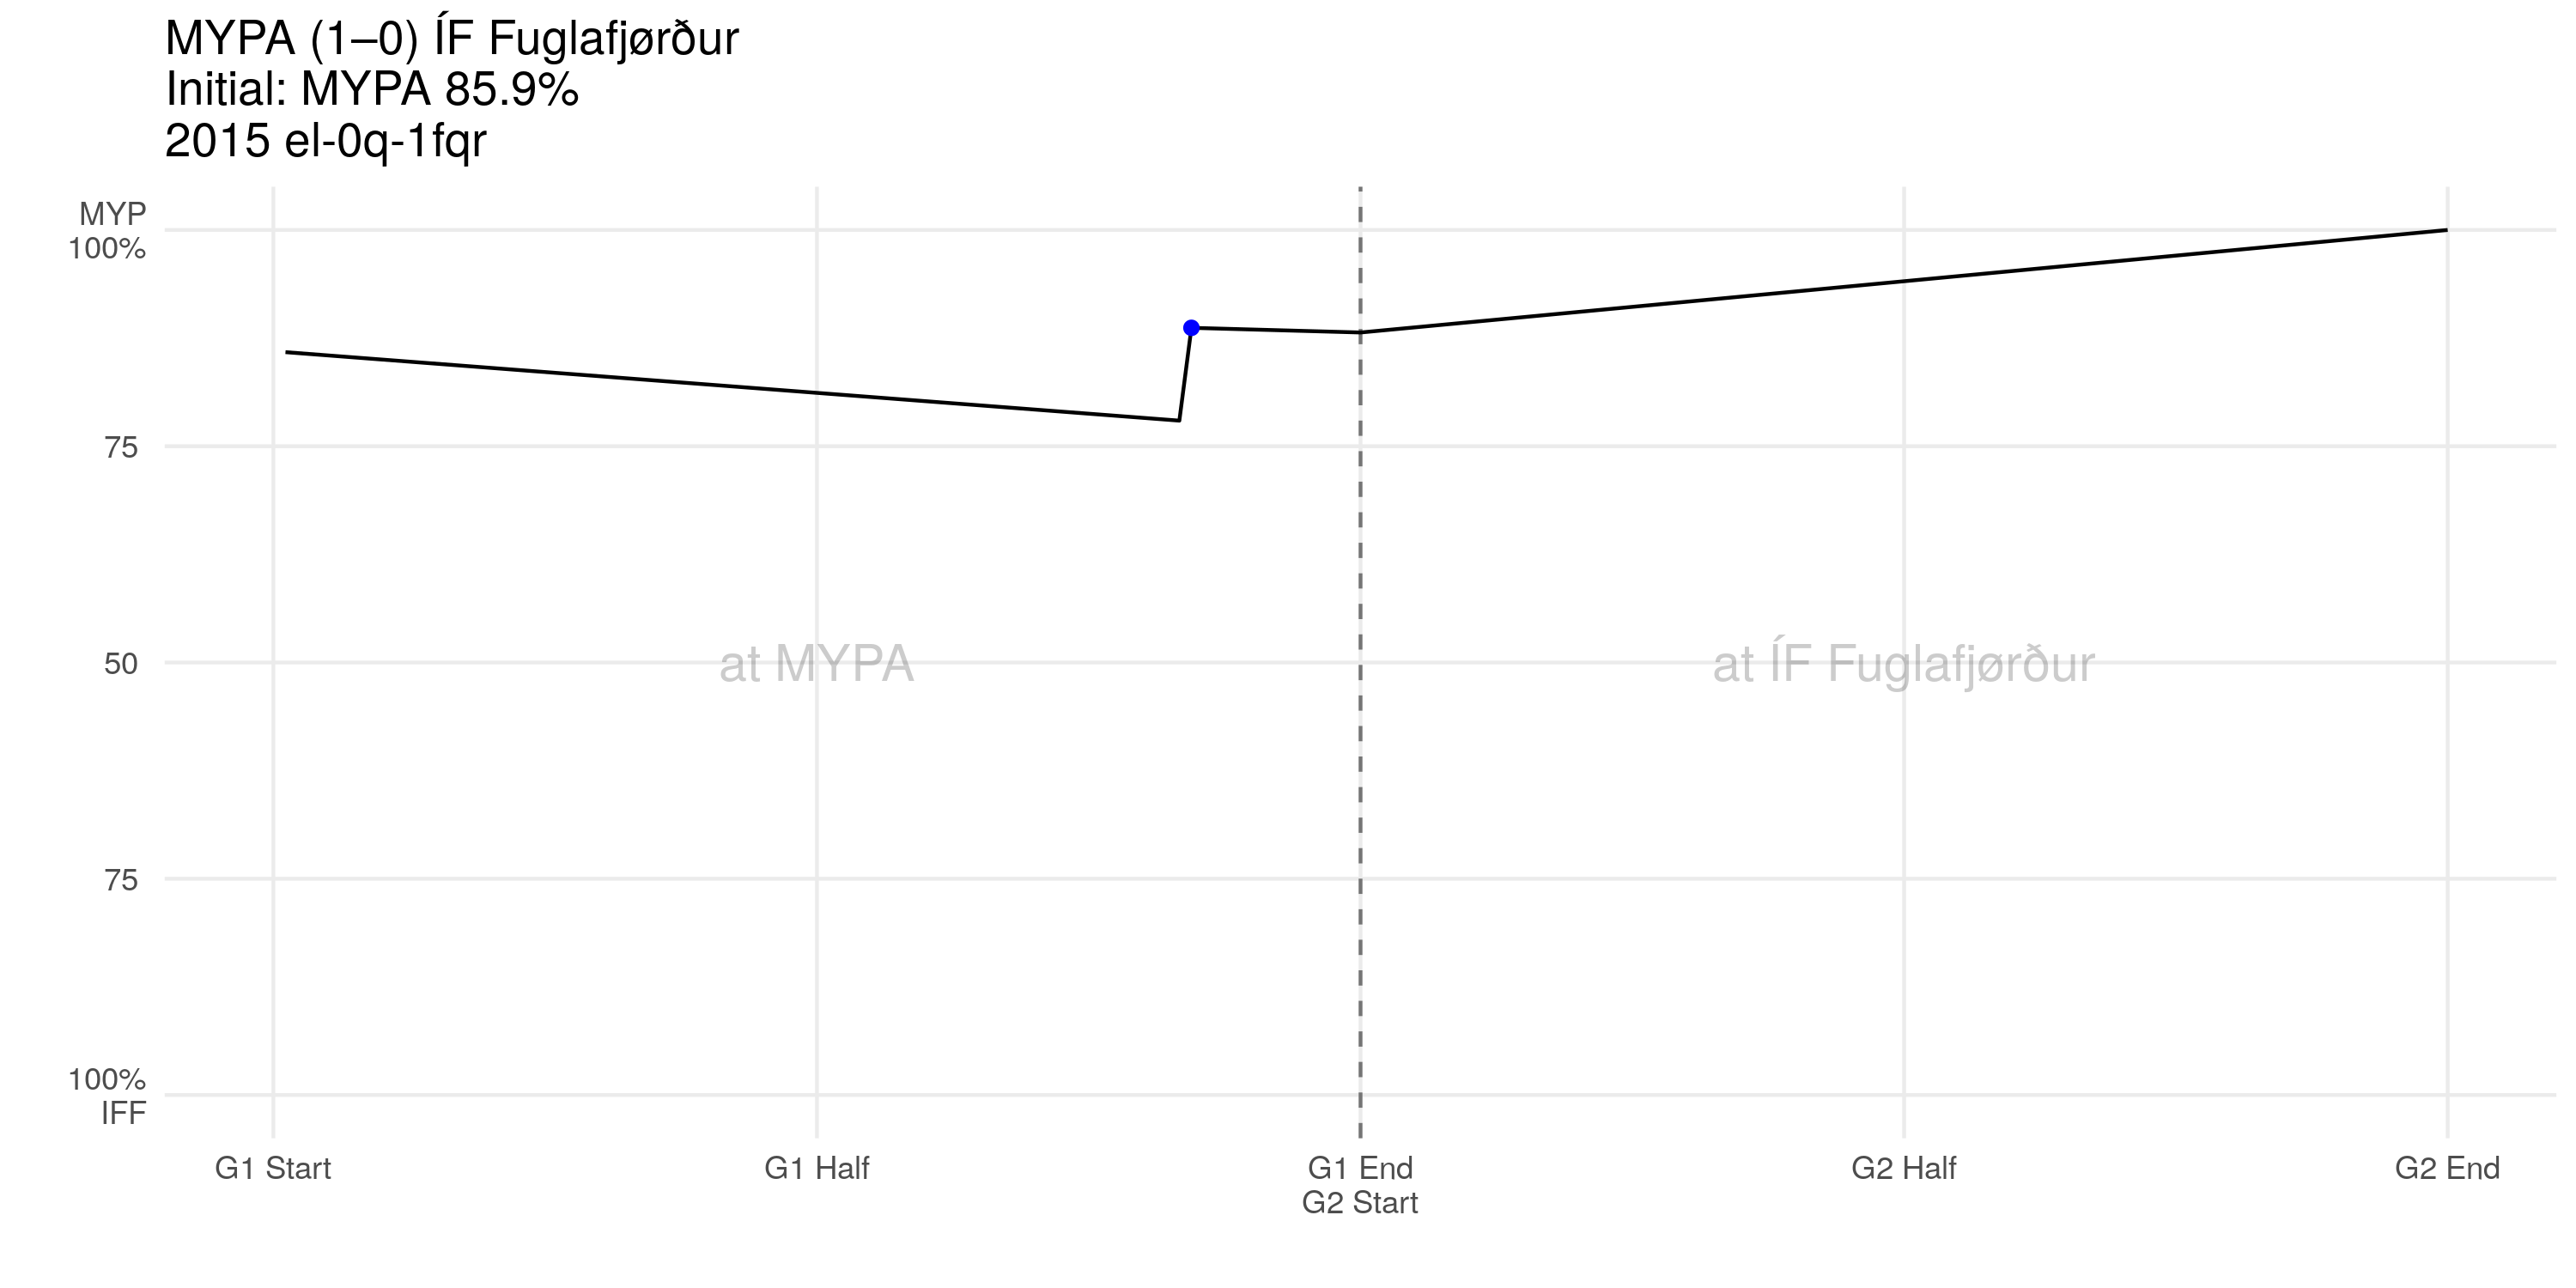 MYPA (1–0) ÍF Fuglafjørður
Initial: MYPA 85.9%
2015 el-0q-1fqr
MYP
100%
75
50
75
100%
IFF
at MYPA
at ÍF Fuglafjørður
G1 Start
G1 Half
G1 End
G2 Start
G2 Half
G2 End